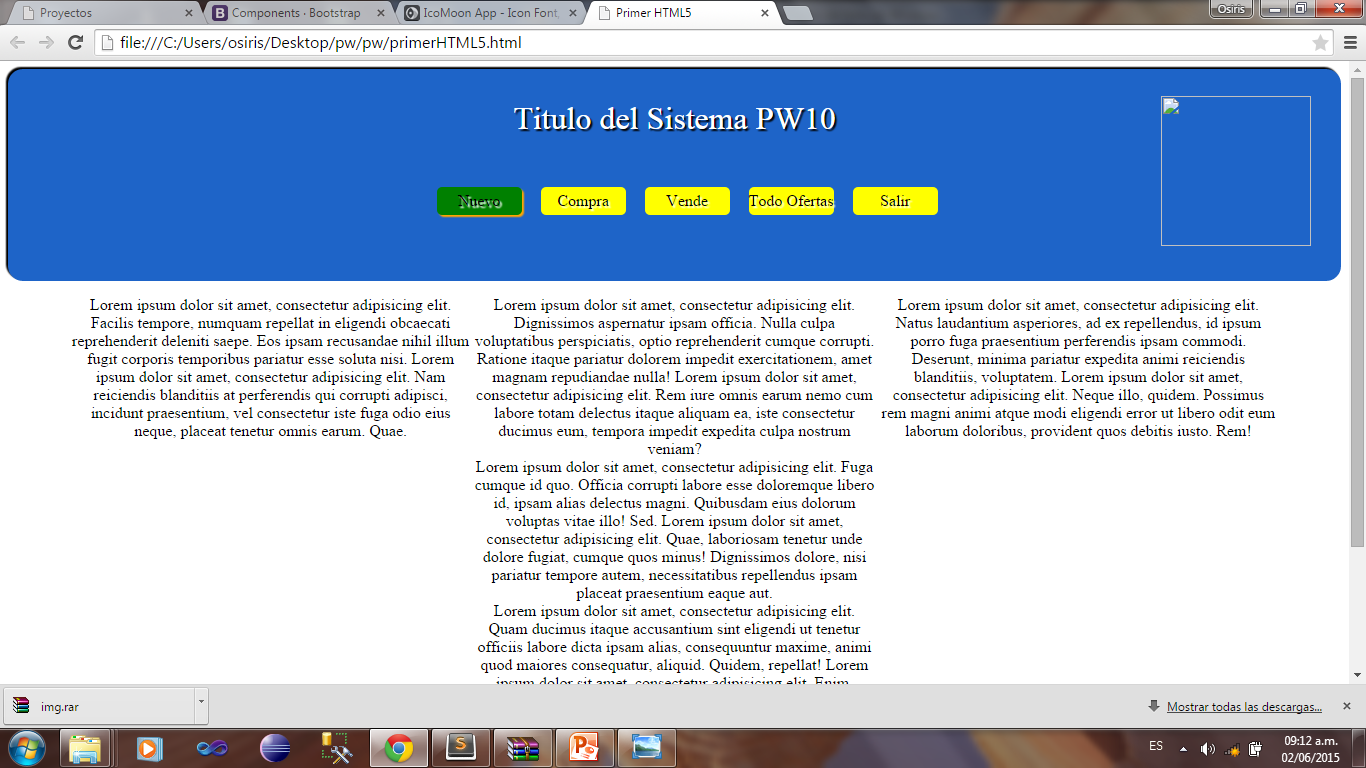 Proyectos
Components · Bootstrap
IcoMoon App - Icon Font,
Primer HTML5
Osiris
file:///C:/Users/osiris/Desktop/pw/pw/primerHTML5.html
Titulo del Sistema PW10
Nuevo
Compra
Vende
Todo Ofertas
Salir
Lorem ipsum dolor sit amet, consectetur adipisicing elit.
Facilis tempore, numquam repellat in eligendi obcaecati
reprehenderit deleniti saepe. Eos ipsam recusandae nihil illum
fugit corporis temporibus pariatur esse soluta nisi. Lorem
ipsum dolor sit amet, consectetur adipisicing elit. Nam
reiciendis blanditiis at perferendis qui corrupti adipisci,
incidunt praesentium, vel consectetur iste fuga odio eius
neque, placeat tenetur omnis earum. Quae.
Lorem ipsum dolor sit amet, consectetur adipisicing elit.
Dignissimos aspernatur ipsam officia. Nulla culpa
voluptatibus perspiciatis, optio reprehenderit cumque corrupti.
Ratione itaque pariatur dolorem impedit exercitationem, amet
magnam repudiandae nulla! Lorem ipsum dolor sit amet,
consectetur adipisicing elit. Rem iure omnis earum nemo cum
labore totam delectus itaque aliquam ea, iste consectetur
ducimus eum, tempora impedit expedita culpa nostrum
veniam?
Lorem ipsum dolor sit amet, consectetur adipisicing elit. Fuga
cumque id quo. Officia corrupti labore esse doloremque libero
id, ipsam alias delectus magni. Quibusdam eius dolorum
voluptas vitae illo! Sed. Lorem ipsum dolor sit amet,
consectetur adipisicing elit. Quae, laboriosam tenetur unde
dolore fugiat, cumque quos minus! Dignissimos dolore, nisi
pariatur tempore autem, necessitatibus repellendus ipsam
placeat praesentium eaque aut.
Lorem ipsum dolor sit amet, consectetur adipisicing elit.
Quam ducimus itaque accusantium sint eligendi ut tenetur
officiis labore dicta ipsam alias, consequuntur maxime, animi
quod maiores consequatur, aliquid. Quidem, repellat! Lorem
ipsum dolor sit amet, consectetur adipisicing elit. Enim
Lorem ipsum dolor sit amet, consectetur adipisicing elit.
Natus laudantium asperiores, ad ex repellendus, id ipsum
porro fuga praesentium perferendis ipsam commodi.
Deserunt, minima pariatur expedita animi reiciendis
blanditiis, voluptatem. Lorem ipsum dolor sit amet,
consectetur adipisicing elit. Neque illo, quidem. Possimus
rem magni animi atque modi eligendi error ut libero odit eum
laborum doloribus, provident quos debitis iusto. Rem!
img.rar
Mostrar todas las descargas...
ES
09:12 a.m.
02/06/2015